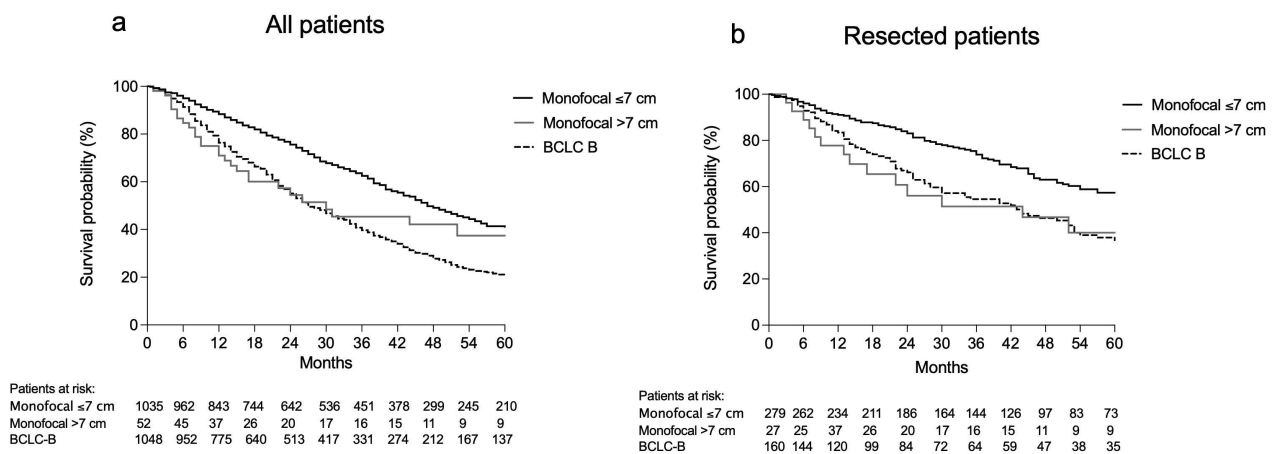 a
All patients
100
80
60
40
20
0
Survival probability (%)
0 6 12 18 24 30 36 42 48 54 60
Months
Monofocal ≤7 cm
Monofocal >7 cm
BCLC B
Patients at risk:
Monofocal ≤7 cm 1035 962 843 744 642 536 451 378 299 245 210
Monofocal >7 cm 52 45 37 26 20 17 16 15 11 9 9
BCLC-B 1048 952 775 640 513 417 331 274 212 167 137
b
Resected patients
100
80
60
40
20
0
Survival probability (%)
0 6 12 18 24 30 36 42 48 54 60
Months
Monofocal ≤7 cm
Monofocal >7 cm
BCLC B
Patients at risk:
Monofocal ≤7 cm 279 262 234 211 186 164 144 126 97 83 73
Monofocal >7 cm 27 25 37 26 20 17 16 15 11 9 9
BCLC-B 160 144 120 99 84 72 64 59 47 38 35